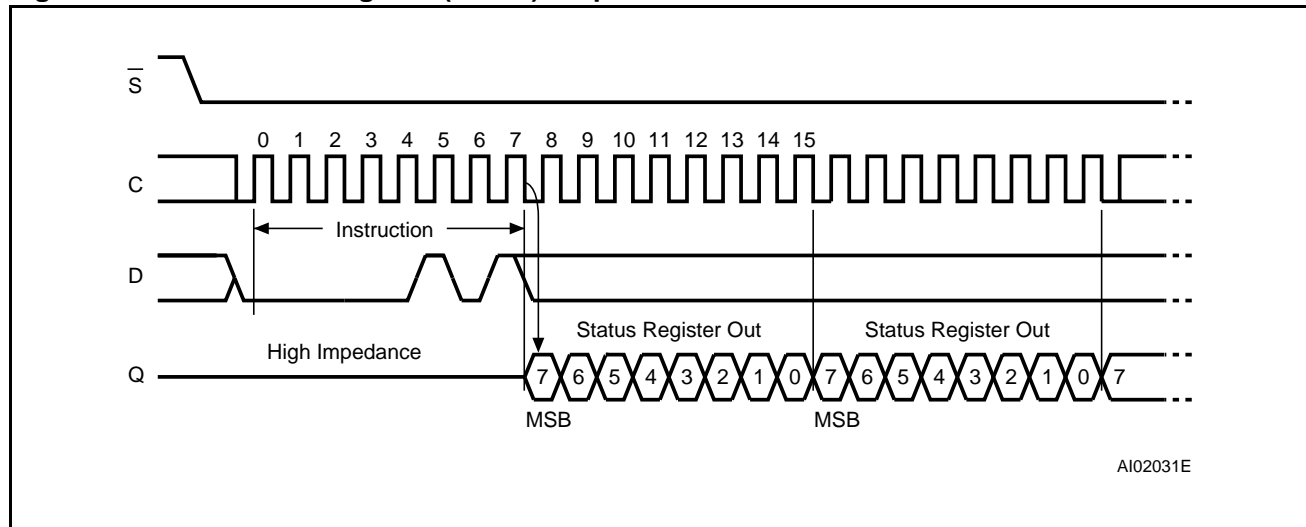 S
0 1 2 3 4 5 6 7 8 9 10 11 12 13 14 15
C
Instruction
D
Status Register Out Status Register Out
High Impedance
Q
7 6 5 4 3 2 1 0 7 6 5 4 3 2 1 0 7
MSB MSB
AI02031E